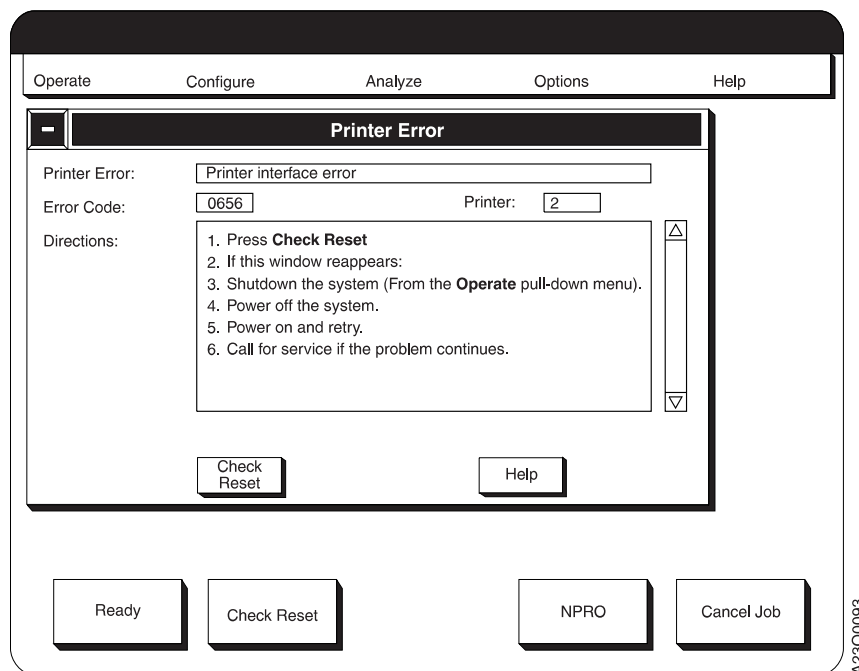 Operate Configure Analyze Options Help
Printer Error
Printer Error: Printer interface error
Error Code: 0656 Printer: 2
Directions:
1. Press Check Reset
2. If this window reappears:
3. Shutdown the system (From the Operate pull-down menu).
4. Power off the system.
5. Power on and retry.
6. Call for service if the problem continues.
Check
Reset
Help
Ready
Check Reset
NPRO
Cancel Job
A23O0093